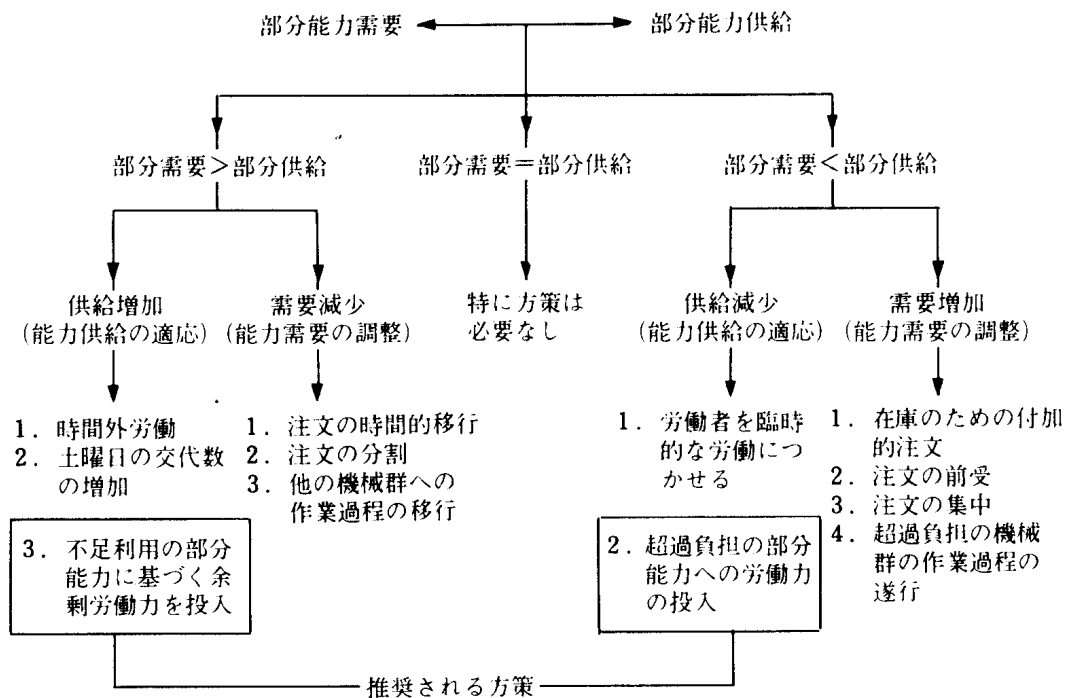 部分能力需要 部分能力供給
部分需要>部分供給
部分需要=部分供給
部分需要<部分供給
供給増加
(能力供給の適応)
需要減少
(能力需要の調整)
特に方策は
必要なし
供給減少
(能力供給の適応)
需要増加
(能力需要の調整)
1. 時間外労働
2. 土曜日の交代数
の増加
3. 不足利用の部分
能力に基づく余
剰労働力を投入
1. 注文の時間的移行
2. 注文の分割
3. 他の機械群への
作業過程の移行
1. 労働者を臨時
的な労働につ
かせる
2. 超過負担の部分
能力への労働力
の投入
1. 在庫のための付加
的注文
2. 注文の前受
3. 注文の集中
4. 超過負担の機械
群の作業過程の
遂行
推奨される方策